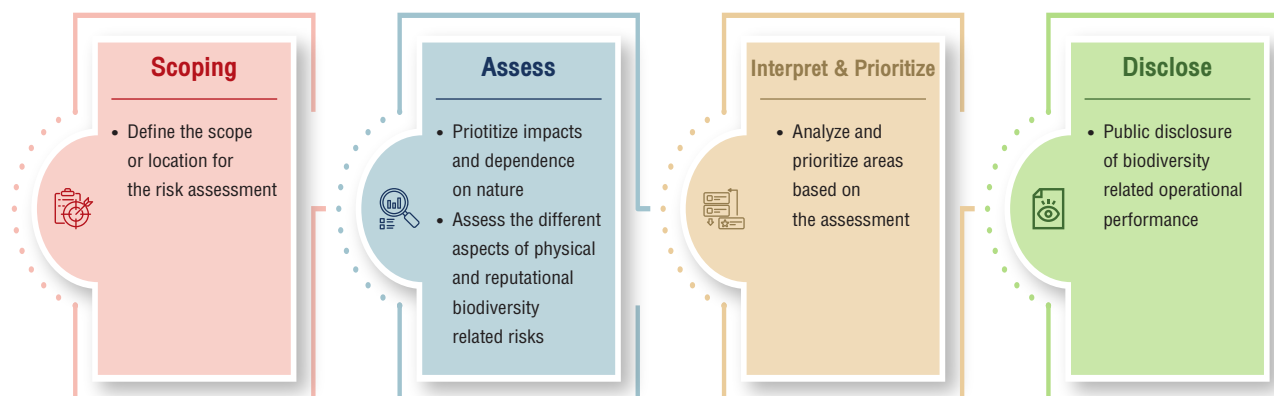 Scoping
• Define the scope
or location for
the risk assessment
Assess
• Priotitize impacts
and dependence
on nature
• Assess the different
aspects of physical
and reputational
biodiversity
related risks
Interpret & Prioritize
• Analyze and
prioritize areas
based on
the assessment
Disclose
• Public disclosure
of biodiversity
related operational
performance